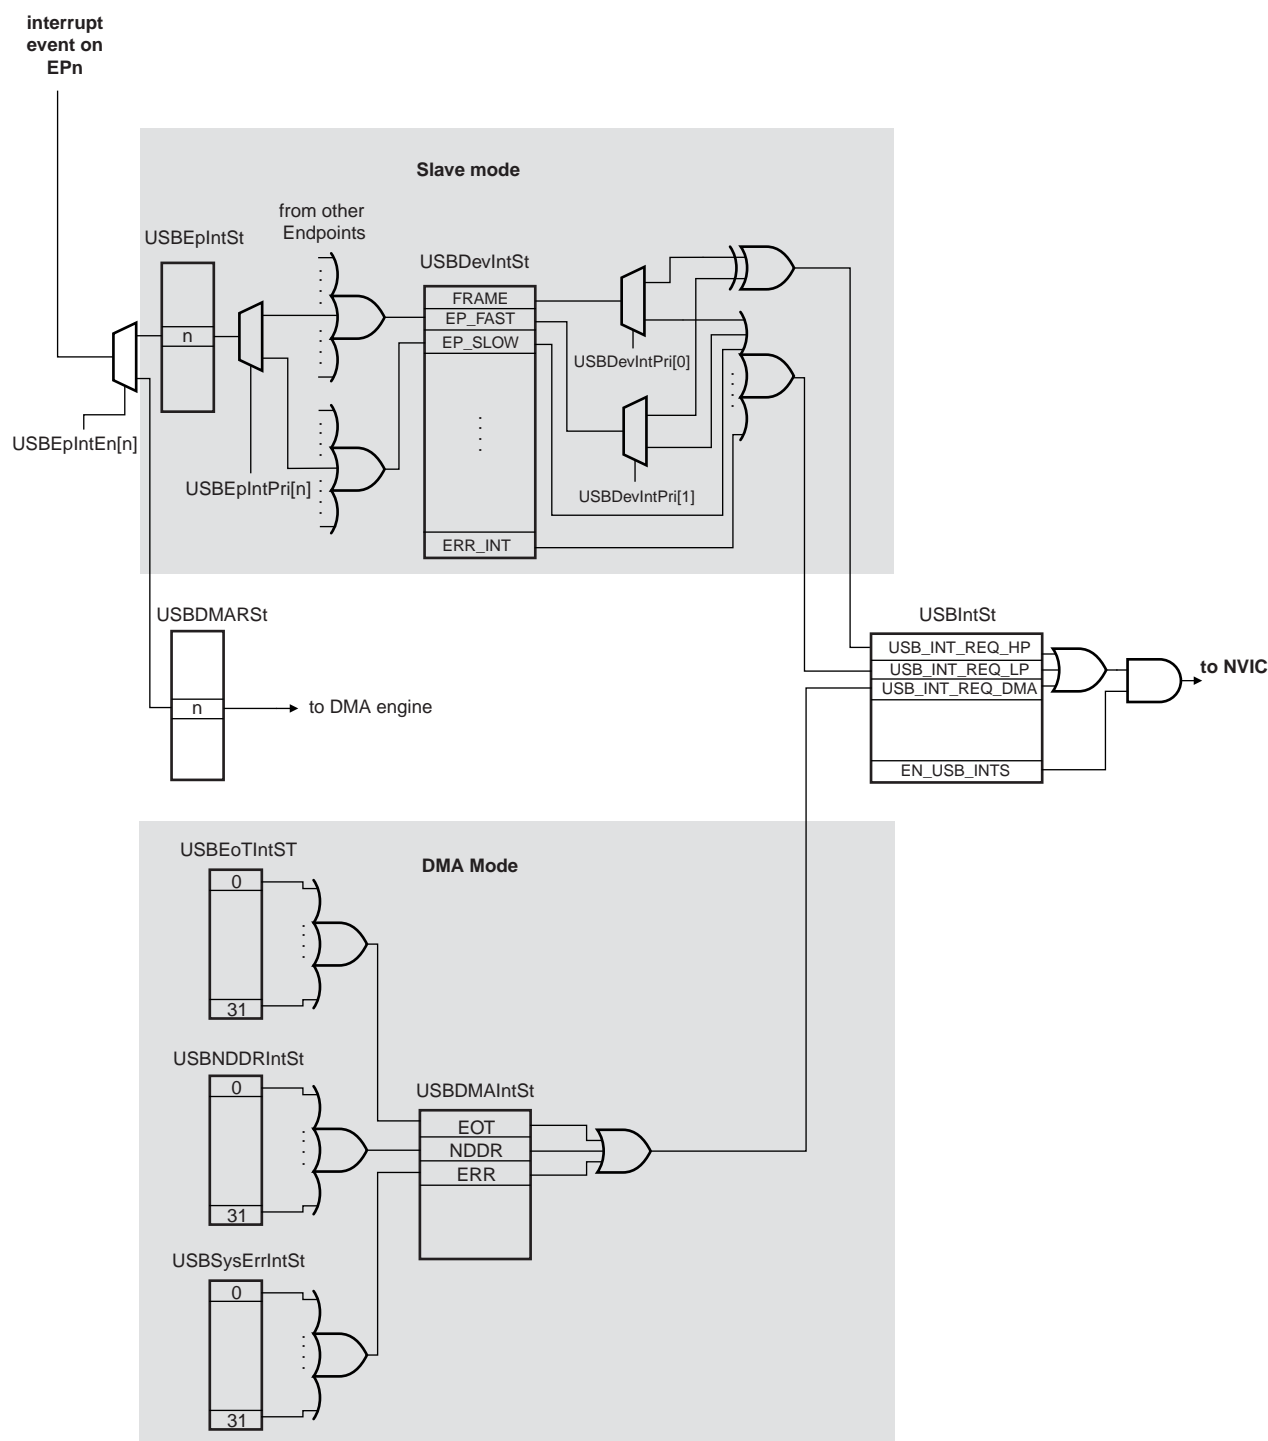 interrupt
event on
EPn
Slave mode
from other
Endpoints
USBEpIntSt
USBDevIntSt
FRAME
EP_FAST
n
EP_SLOW
USBDevIntPri[0]
USBEpIntEn[n]
USBEpIntPri[n]
USBDevIntPri[1]
ERR_INT
USBDMARSt
USBIntSt
USB_INT_REQ_HP
to NVIC
USB_INT_REQ_LP
USB_INT_REQ_DMA
n
to DMA engine
EN_USB_INTS
USBEoTIntST
DMA Mode
0
31
USBNDDRIntSt
0
USBDMAIntSt
EOT
NDDR
ERR
31
USBSysErrIntSt
0
31